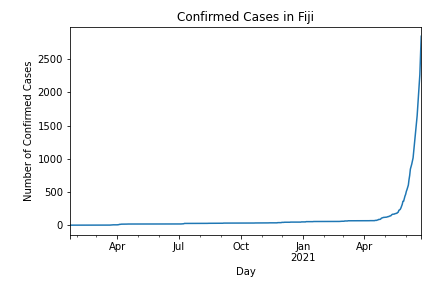 Confirmed Cases in Fiji
Number of Confirmed Cases
2500
2000
1500
1000
500
0
Apr
Jul
Oct
Jan
2021
Apr
Day